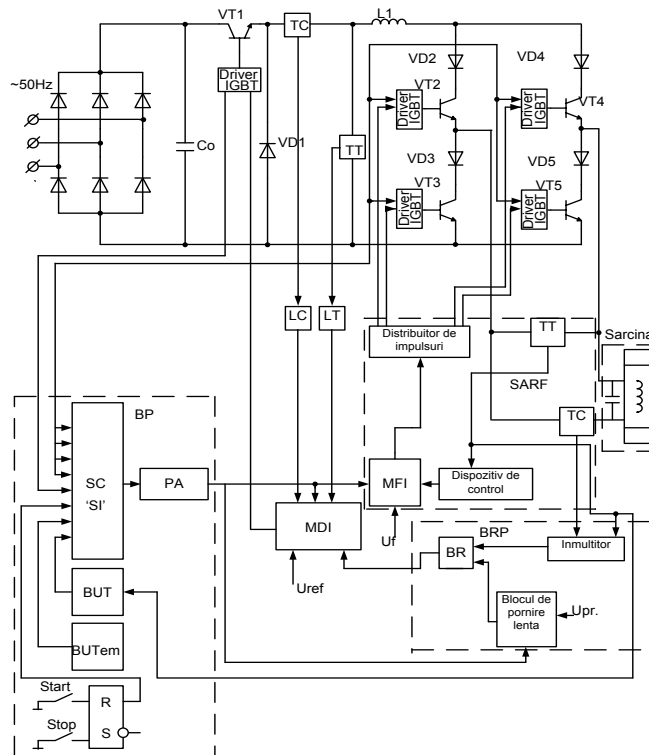 VT1
TC
L1
VD2
VD4
~50Hz
Driver
IGBT
Driver
IGBT
VT2
Driver
IGBT
VT4
Co
VD1
TT
VD3
VD5
Driver
IGBT
VT3
Driver
IGBT
VT5
LC
LT
Distribuitor de
impulsuri
TT
Sarcina
SARF
BP
TC
SC
'SI'
PA
MFI
Dispozitiv de
control
MDI
Uf
BRP
BR
Inmultitor
Uref
BUT
Blocul de
pornire
lenta
Upr.
BUTem
Start
R
Stop
S